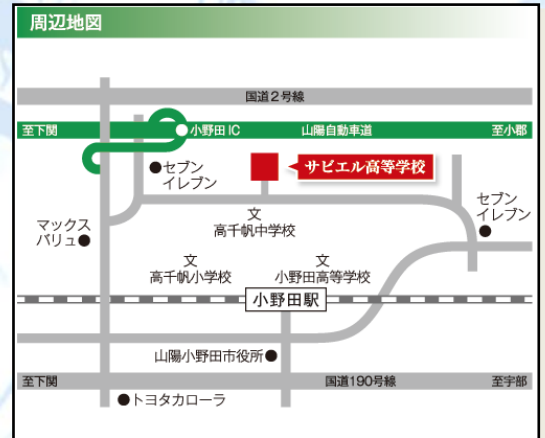 周辺地図
国道2号線
至下関
小野田IC
山陽自動車道
至小郡
セブン
イレブン
サビエル高等学校
セブン
イレブン
マックス
バリュ
文
高千帆中学校
文
高千帆小学校
文
小野田高等学校
小野田駅
山陽小野田市役所
至下関
国道190号線
至宇部
トヨタカローラ